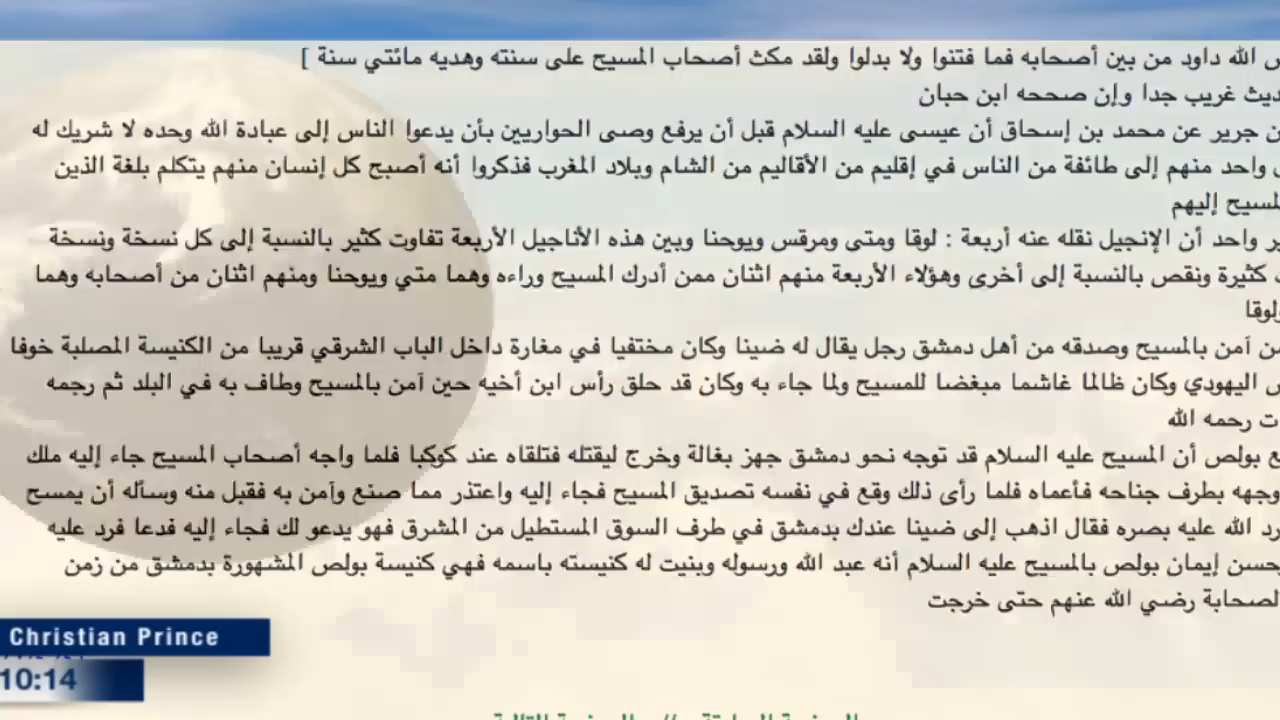 الله داود من بين أصحابه فما فتنوا ولا بدلوا ولقد مكث أصحاب المسيح على سنته وهديه مائتي سنة ]
غريب جدا وإن صححه ابن حبان
جرير عن محمد بن إسحاق أن عيسى عليه السلام قبل أن يرفع وصى الحواريين بأن يدعوا الناس إلى عبادة الله وحده لا شريك له
واحد منهم إلى طائفة من الناس في إقليم من الأقاليم من الشام وبلاد المغرب فذكروا أنه أصبح كل إنسان منهم يتكلم بلغة الذين
إليهم
واحد أن الإنجيل نقله عنه أربعة : لوقا ومتى ومرقس ويوحنا وبين هذه الأناجيل الأربعة تفاوت كثير بالنسبة إلى كل نسخة ونسخة
كثيرة ونقص بالنسبة إلى أخرى وهؤلاء الأربعة منهم اثنان ممن أدرك المسيح وراءه وهما متي ويوحنا ومنهم اثنان من أصحابه وهما
لوقا
آمن بالمسيح وصدقه من أهل دمشق رجل يقال له ضينا وكان مختفيا في مغارة داخل الباب الشرقي قريبا من الكنيسة المصلبة خوفا
اليهودي وكان ظالما غاشما مبغضا للمسيح ولما جاء به وكان قد حلق رأس ابن أخيه حين آمن بالمسيح وطاف به في البلد ثم رجمه
رحمه الله
بولص أن المسيح عليه السلام قد توجه نحو دمشق جهز بغالة وخرج ليقتله فتلقاه عند كوكبا فلما واجه أصحاب المسيح جاء إليه ملك
وجهه بطرف جناحه فأعماه فلما رأى ذلك وقع في نفسه تصديق المسيح فجاء إليه واعتذر مما صنع وآمن به فقبل منه وسأله أن يمسح
الله عليه بصره فقال اذهب إلى ضينا عندك بدمشق في طرف السوق المستطيل من المشرق فهو يدعو لك فجاء إليه فدعا فرد عليه
إيمان بولص بالمسيح عليه السلام أنه عبد الله ورسوله وبنيت له كنيسته باسمه فهي كنيسة بولص المشهورة بدمشق من زمن
الصحابة رضي الله عنهم حتى خرجت
Christian Prince
10:14